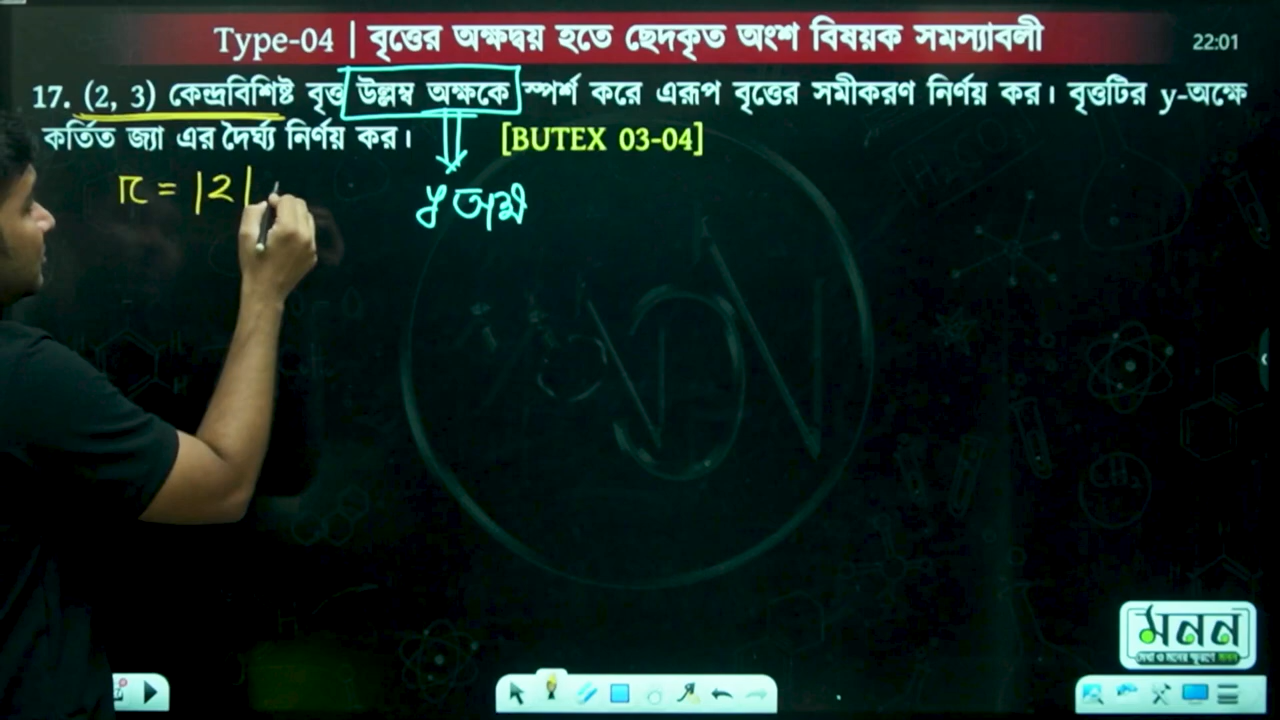 Type-04 | বৃত্তের অক্ষদ্বয় হতে ছেদকৃত অংশ বিষয়ক সমস্যাবলী
22:01
17. (2, 3) কেন্দ্রবিশিষ্ট বৃত্ত উল্লম্ব অক্ষকে স্পর্শ করে এরূপ বৃত্তের সমীকরণ নির্ণয় কর। বৃত্তটির y-অক্ষে
কর্তিত জ্যা এর দৈর্ঘ্য নির্ণয় কর। [BUTEX 03-04]
r = |2|
y অক্ষ
মনন